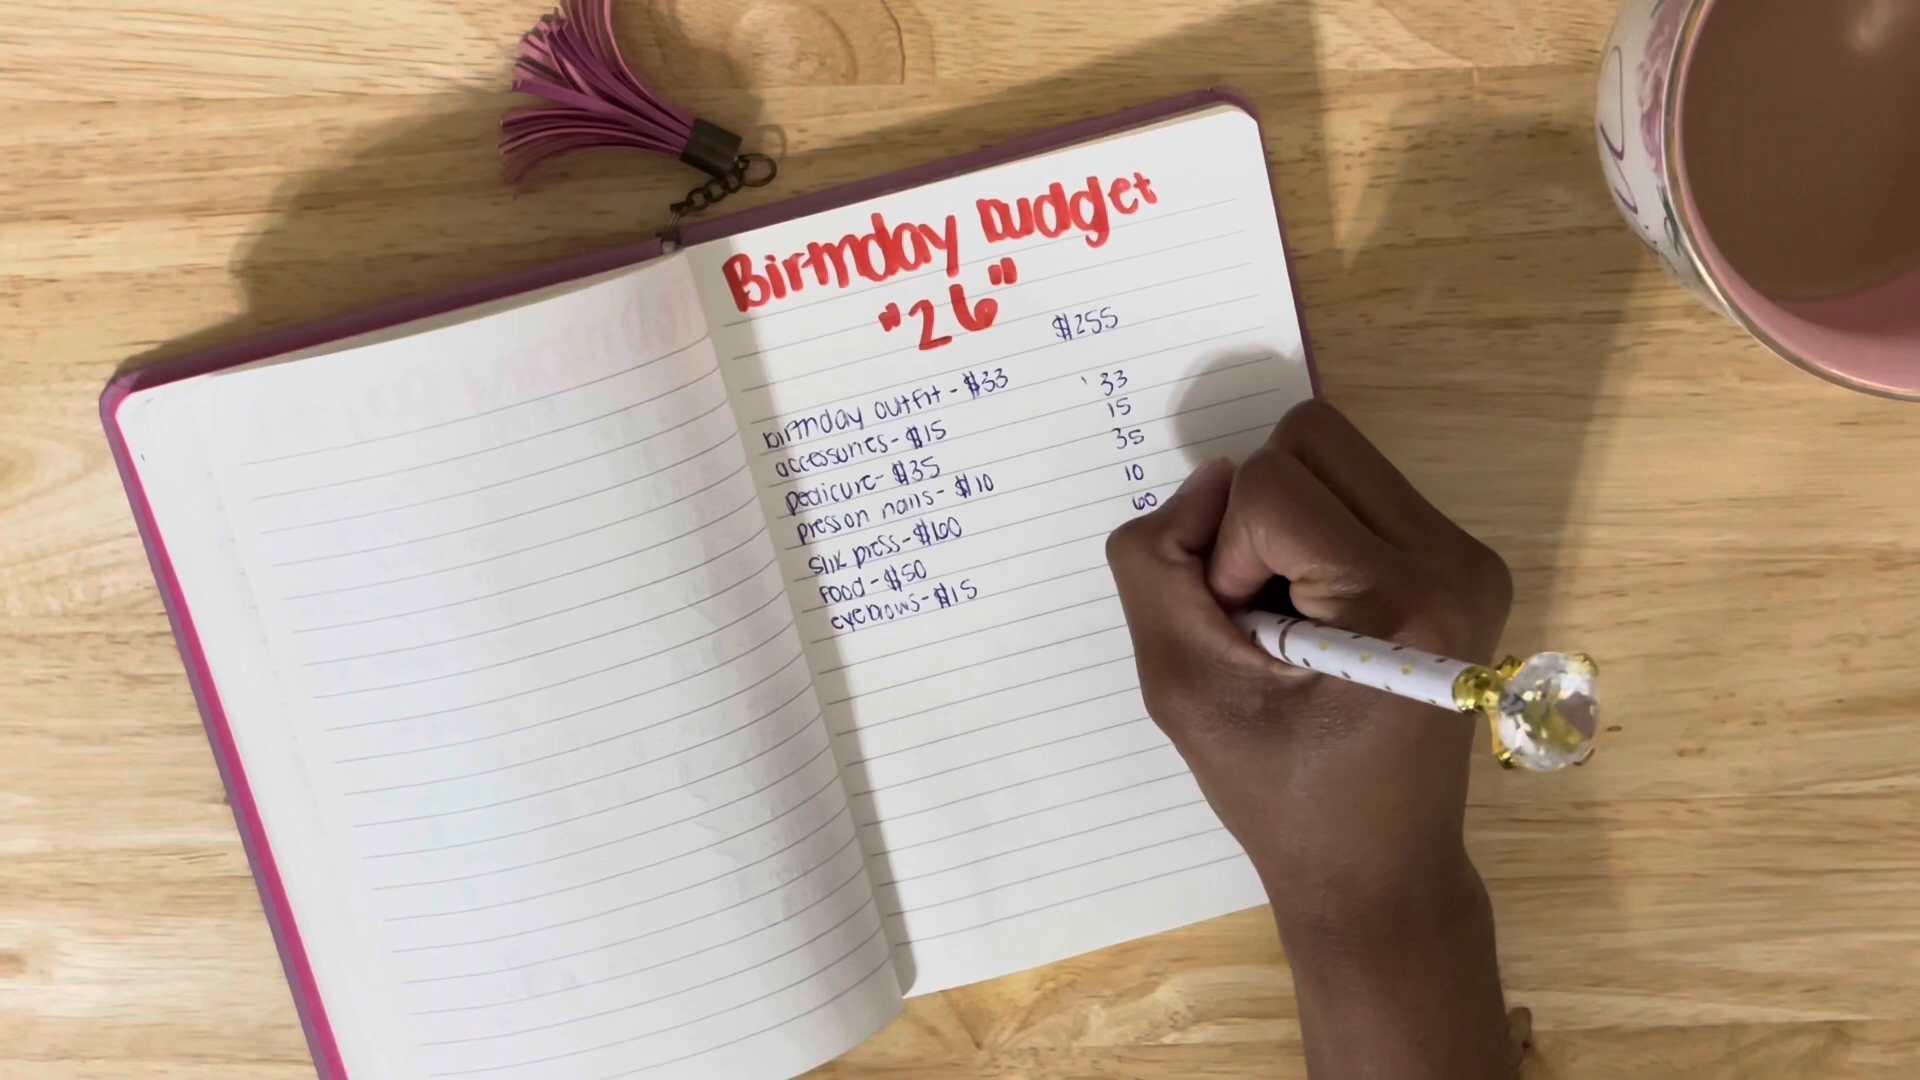 Birthday Budget
"26"
$255
birthday outfit - $33 33
accessories - $15 15
pedicure - $35 35
press on nails - $10 10
silk press - $100 60
food - $50
eyebrows - $15